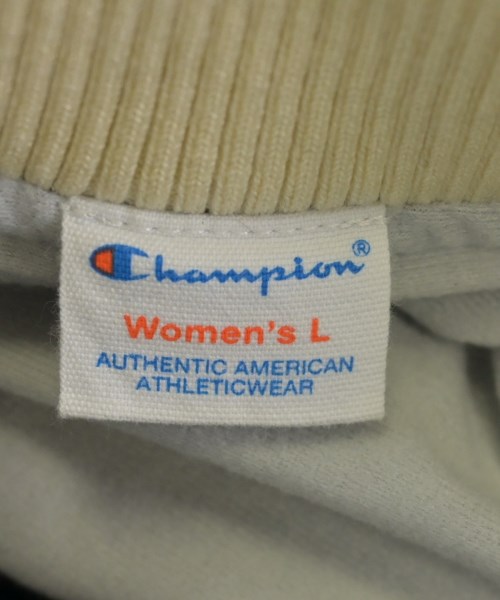 Champion®
Women's L
AUTHENTIC AMERICAN
ATHLETICWEAR